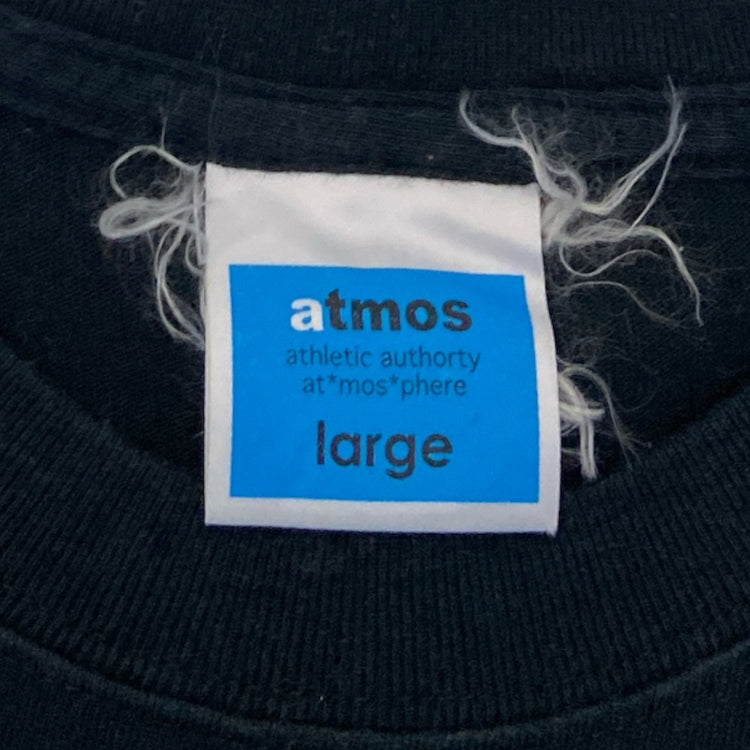 atmos
athletic authorty
at*mos*phere
large